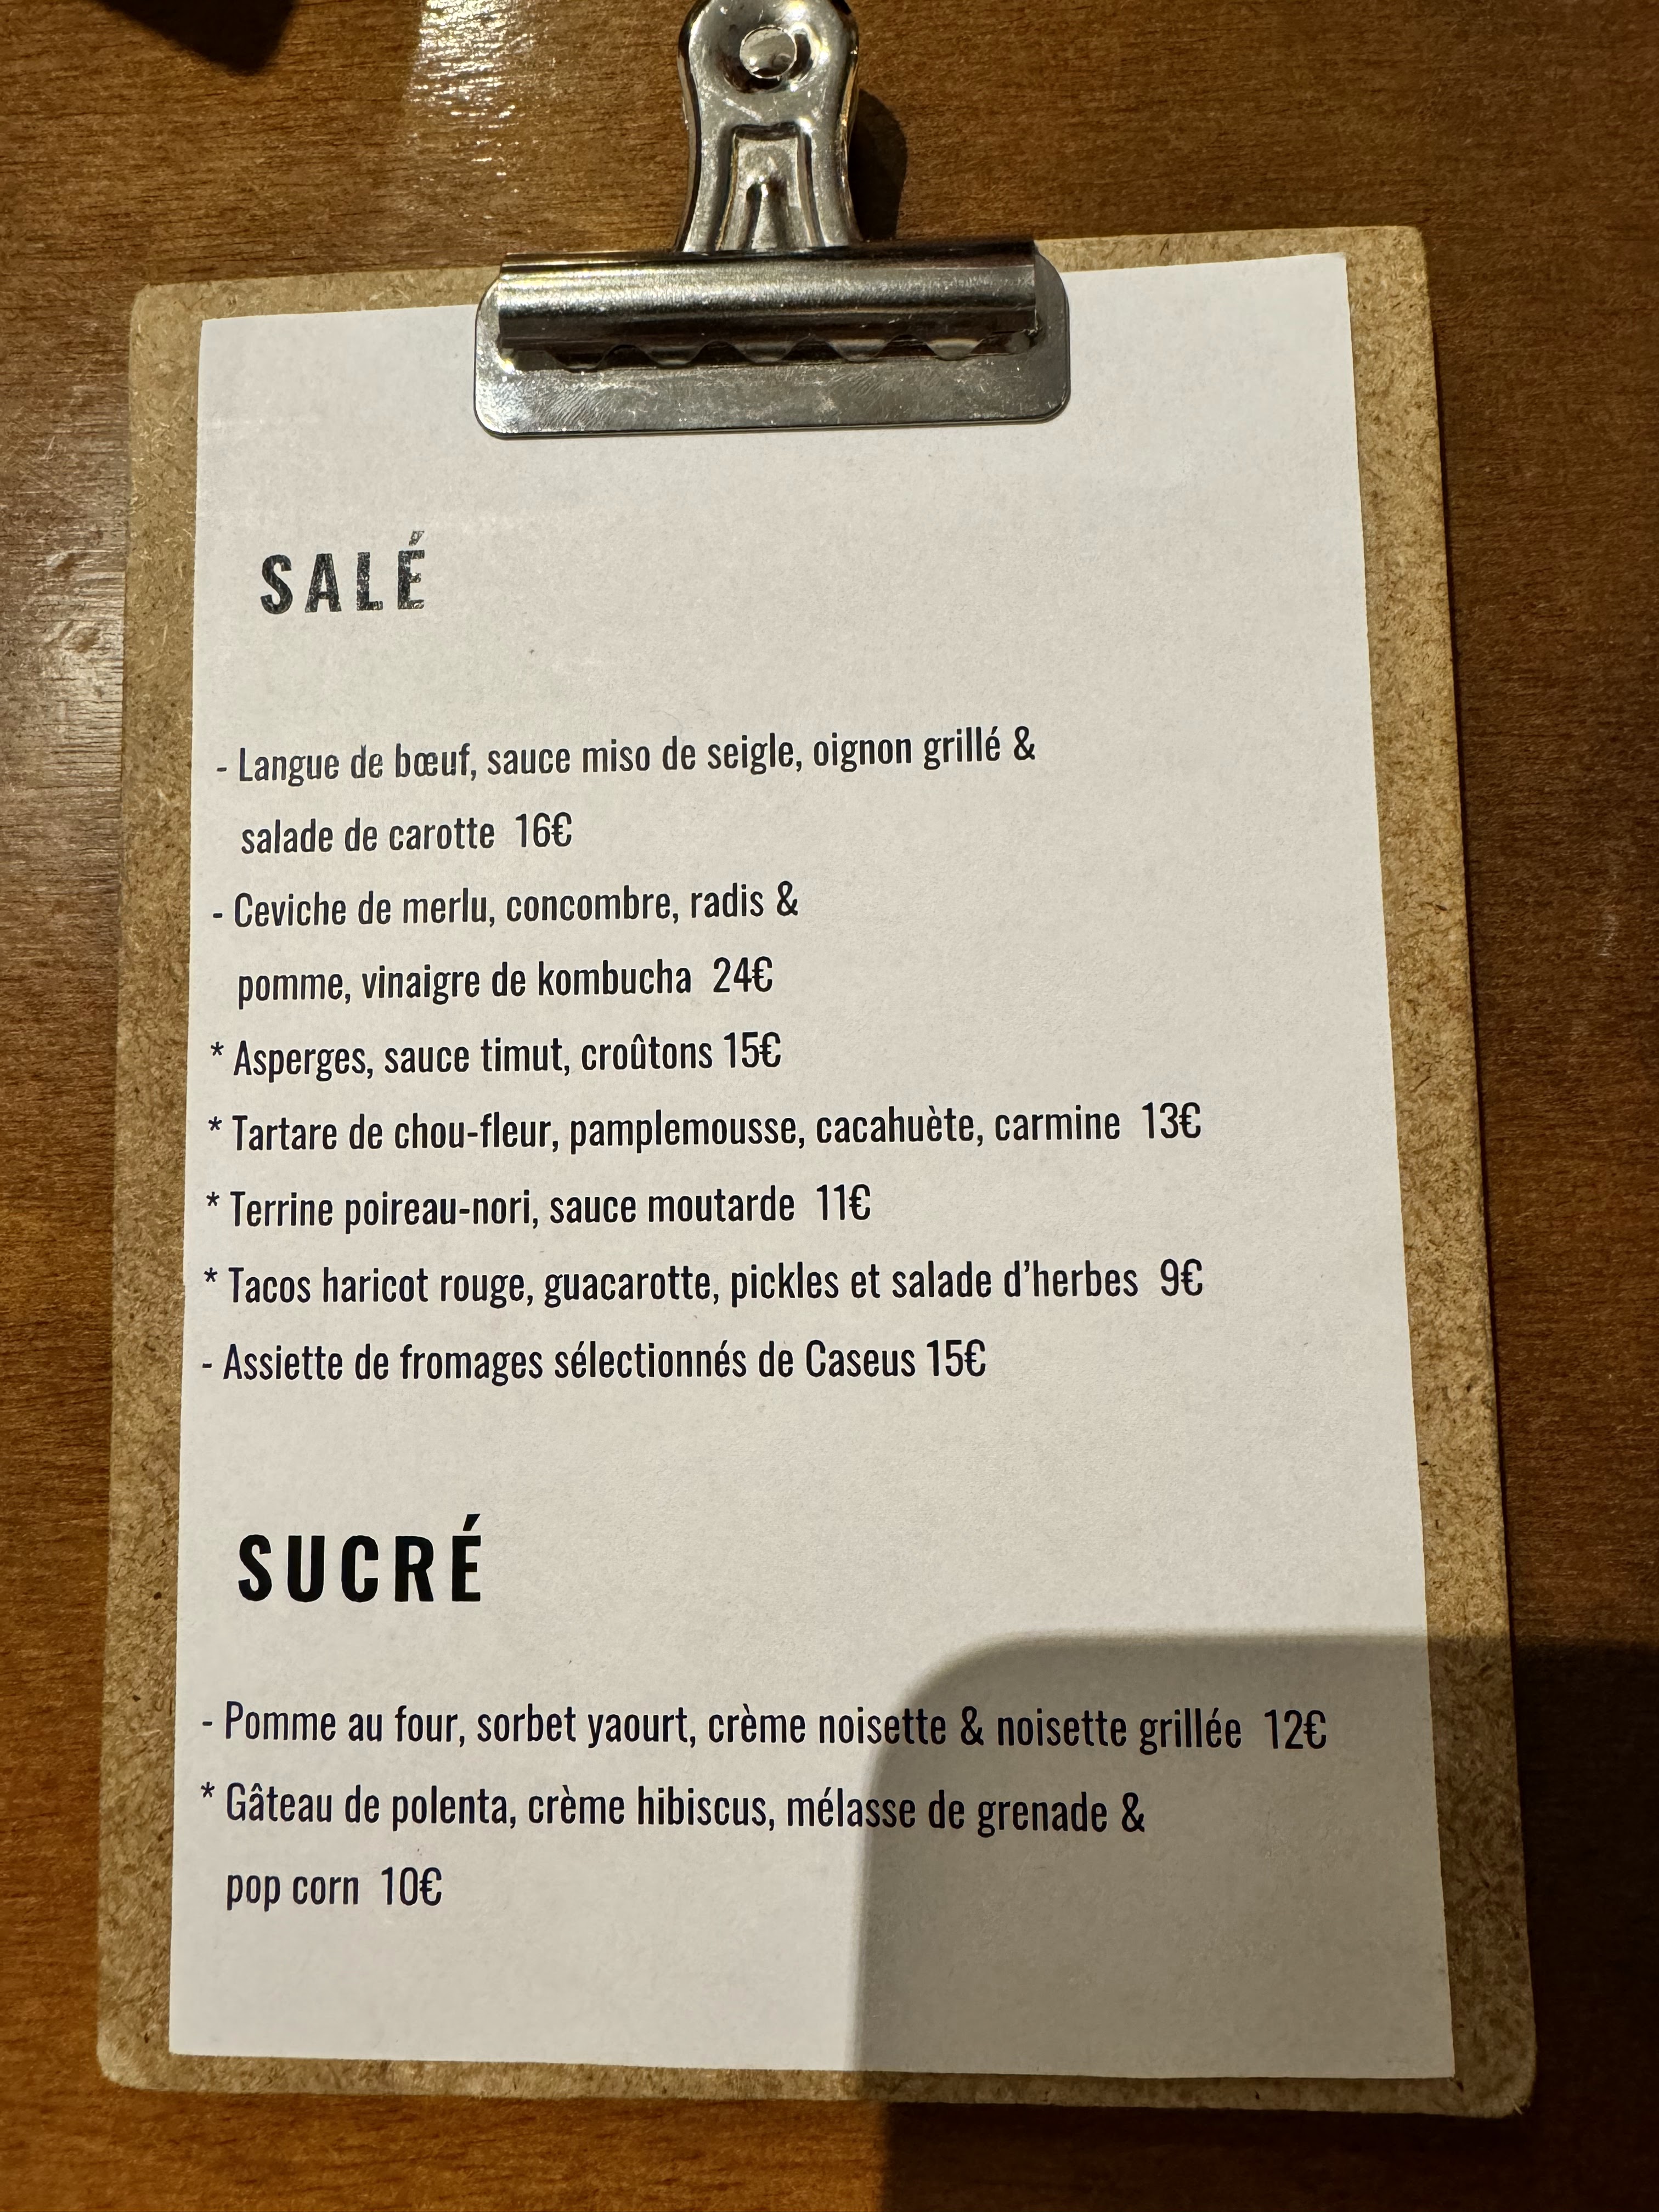 SALÉ
- Langue de bœuf, sauce miso de seigle, oignon grillé &
salade de carotte 16€
- Ceviche de merlu, concombre, radis &
pomme, vinaigre de kombucha 24€
* Asperges, sauce timut, croûtons 15€
* Tartare de chou-fleur, pamplemousse, cacahuète, carmine 13€
* Terrine poireau-nori, sauce moutarde 11€
* Tacos haricot rouge, guacarotte, pickles et salade d'herbes 9€
- Assiette de fromages sélectionnés de Caseus 15€
SUCRÉ
- Pomme au four, sorbet yaourt, crème noisette & noisette grillée 12€
* Gâteau de polenta, crème hibiscus, mélasse de grenade &
pop corn 10€